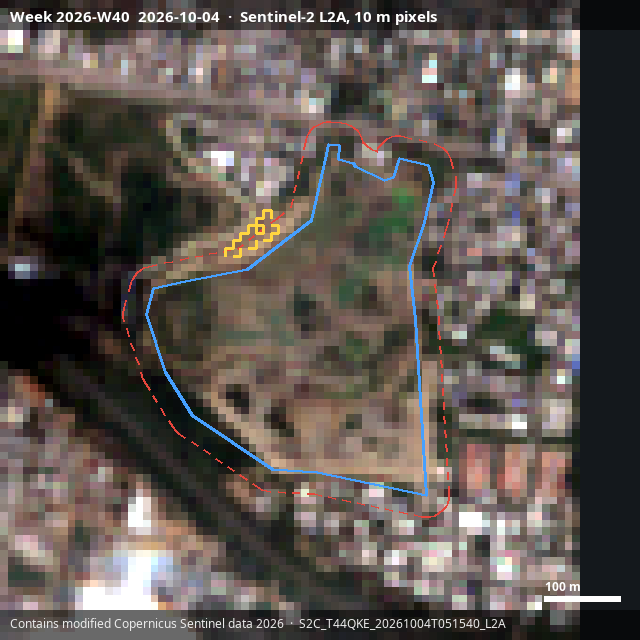 Week 2026-W40 2026-10-04 · Sentinel-2 L2A, 10 m pixels
100 m
Contains modified Copernicus Sentinel data 2026 · S2C_T44QKE_20261004T051540_L2A